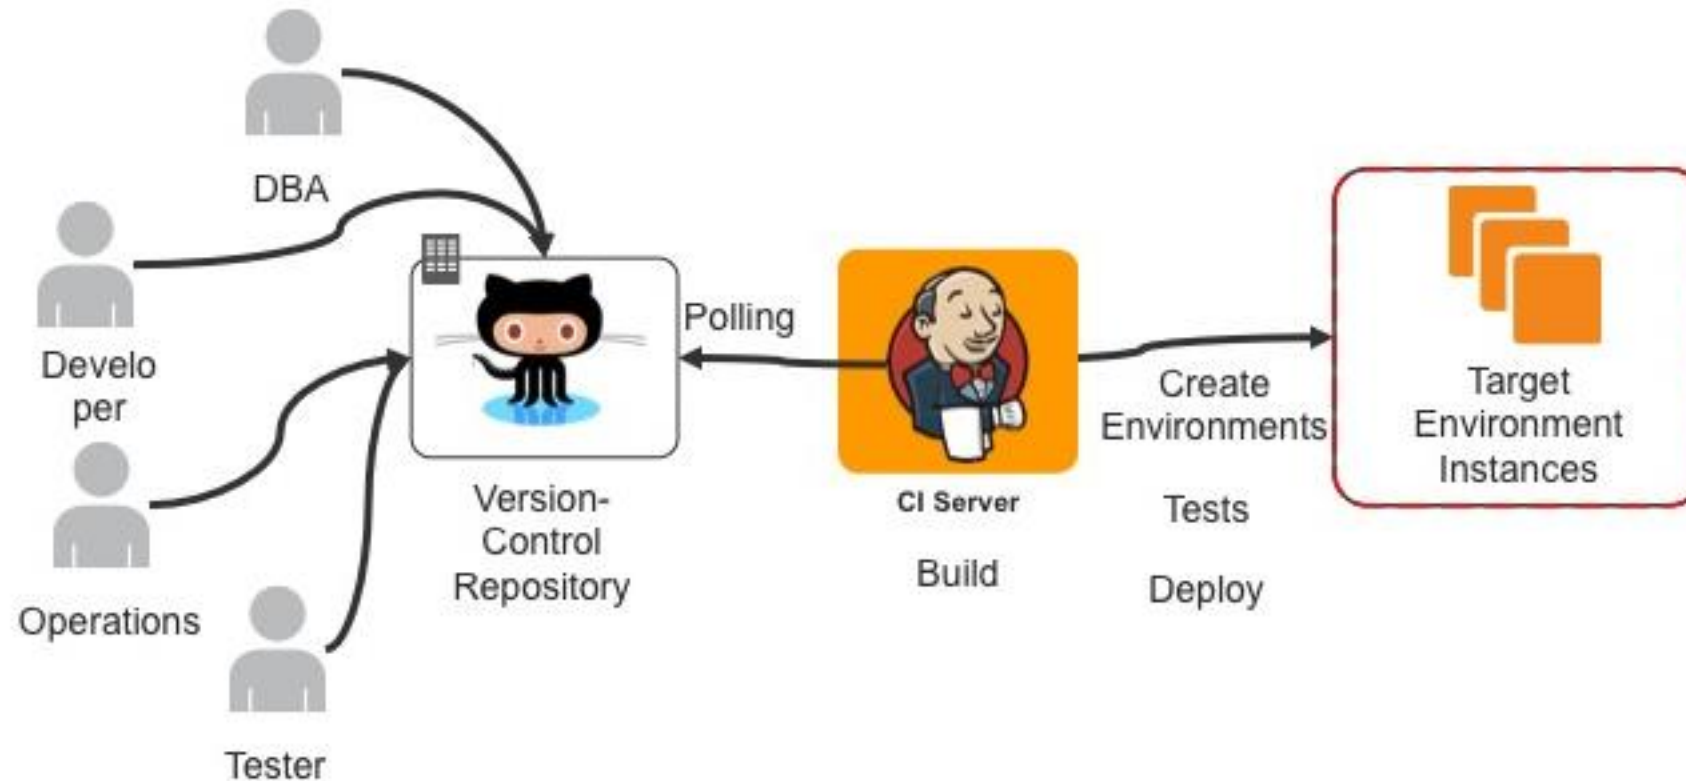 DBA
Develo
per
Operations
Tester
Version-
Control
Repository
Polling
CI Server
Build
Create
Environments
Tests
Deploy
Target
Environment
Instances